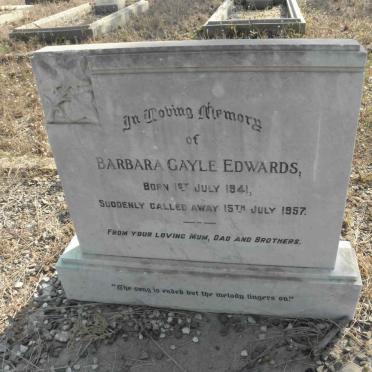 In Loving Memory
of
BARBARA GAYLE EDWARDS,
BORN 1ST JULY 1941,
SUDDENLY CALLED AWAY 15TH JULY 1957.
FROM YOUR LOVING MUM, DAD AND BROTHERS.
"The song is ended but the melody lingers on"